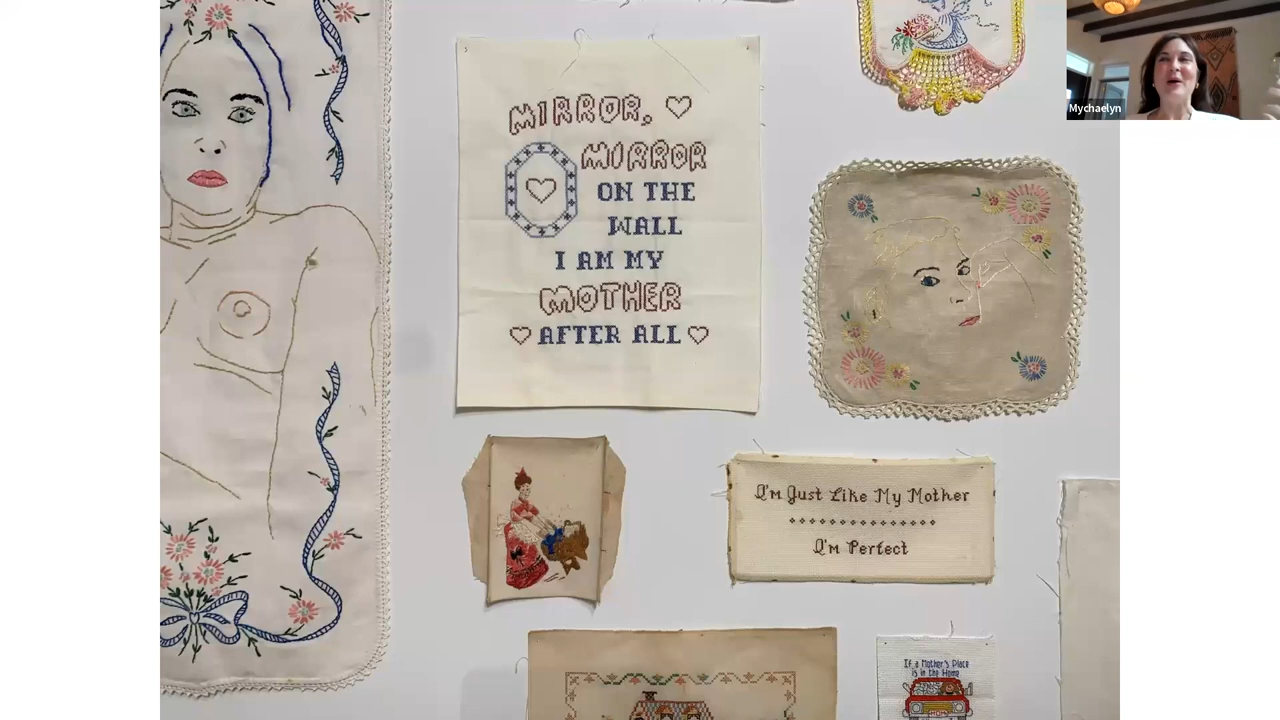 Mychaelyn
MIRROR,
MIRROR
ON THE
WALL
I AM MY
MOTHER
AFTER ALL
I'm Just Like My Mother
I'm Perfect
If a Mother's Place
is in the Home